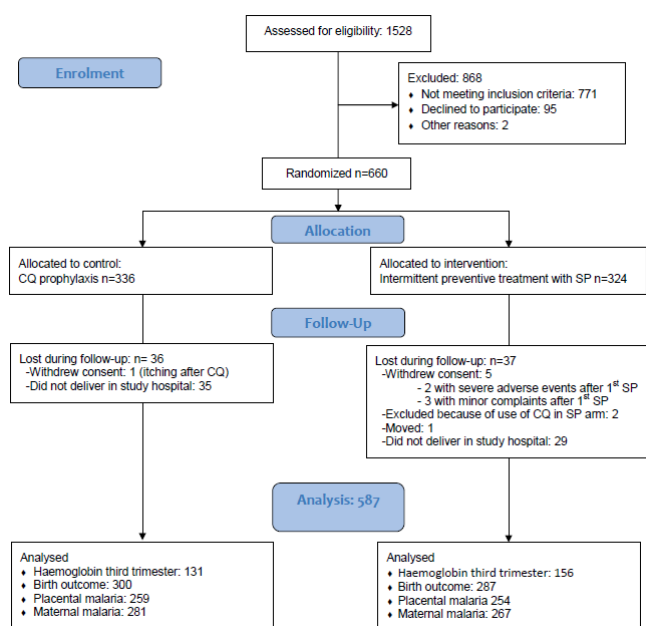 Assessed for eligibility: 1528
Enrolment
Excluded: 868
♦ Not meeting inclusion criteria: 771
♦ Declined to participate: 95
♦ Other reasons: 2
Randomized n=660
Allocation
Allocated to control:
CQ prophylaxis n=336
Allocated to intervention:
Intermittent preventive treatment with SP n=324
Follow-Up
Lost during follow-up: n= 36
-Withdrew consent: 1 (itching after CQ)
-Did not deliver in study hospital: 35
Lost during follow-up: n=37
-Withdrew consent: 5
- 2 with severe adverse events after 1st SP
- 3 with minor complaints after 1st SP
-Excluded because of use of CQ in SP arm: 2
-Moved: 1
-Did not deliver in study hospital: 29
Analysis: 587
Analysed
♦ Haemoglobin third trimester: 131
♦ Birth outcome: 300
♦ Placental malaria: 259
♦ Maternal malaria: 281
Analysed
♦ Haemoglobin third trimester: 156
♦ Birth outcome: 287
♦ Placental malaria 254
♦ Maternal malaria: 267